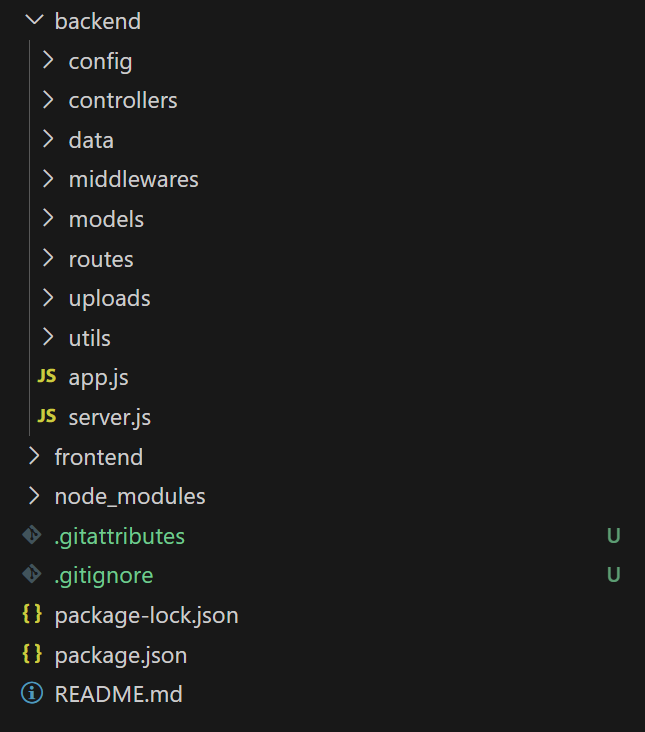 backend
config
controllers
data
middlewares
models
routes
uploads
utils
JS app.js
JS server.js
frontend
node_modules
.gitattributes U
.gitignore U
{} package-lock.json
{} package.json
README.md